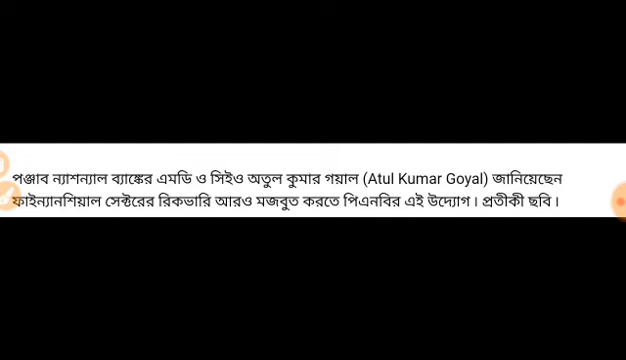 পঞ্জাব ন্যাশন্যাল ব্যাঙ্কের এমডি ও সিইও অতুল কুমার গয়াল (Atul Kumar Goyal) জানিয়েছেন
ফাইন্যানশিয়াল সেক্টরের রিকভারি আরও মজবুত করতে পিএনবির এই উদ্যোগ। প্রতীকী ছবি।